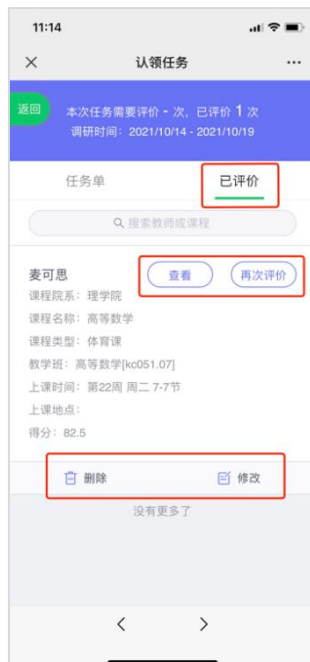 11:14
认领任务
返回
本次任务需要评价 - 次，已评价 1 次
调研时间：2021/10/14 - 2021/10/19
任务单 已评价
搜索教师或课程
麦可思 查看 再次评价
课程院系：理学院
课程名称：高等数学
课程类型：体育课
教学班：高等数学[kc051.07]
上课时间：第22周 周二 7-7节
上课地点：
得分：82.5
删除 修改
没有更多了